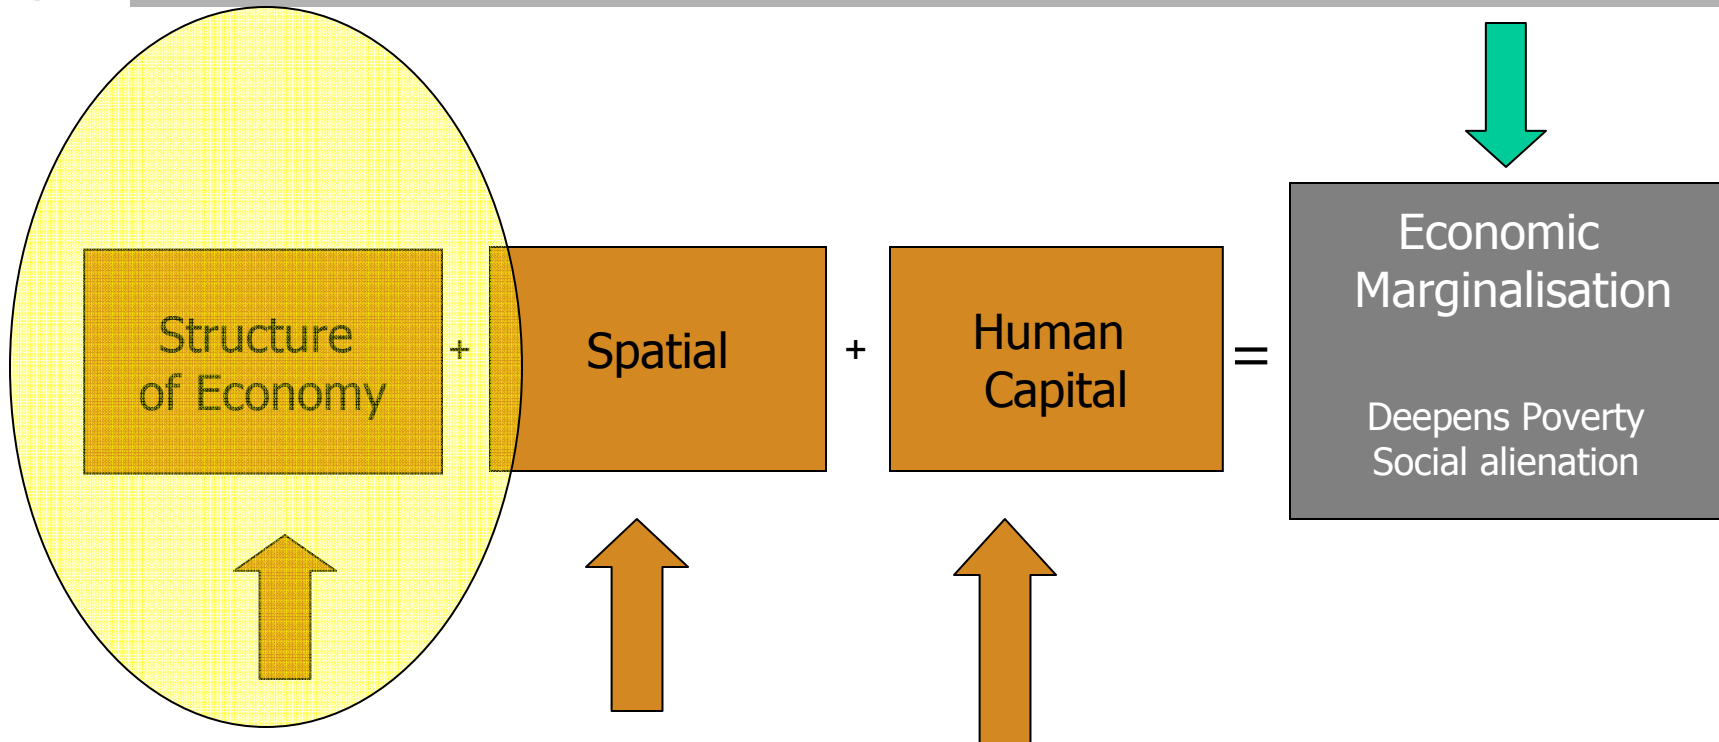 Structure
of Economy
+
Spatial
+
Human
Capital
=
Economic
Marginalisation
Deepens Poverty
Social alienation